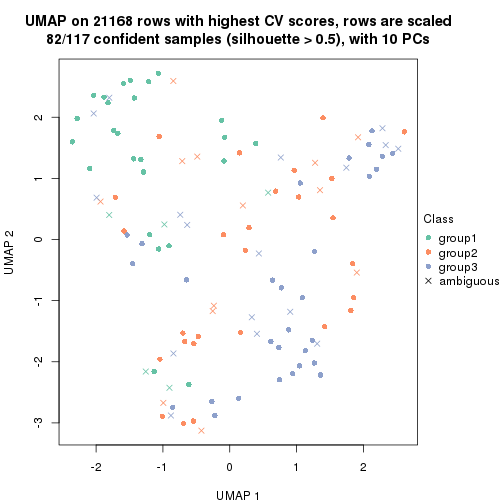 UMAP on 21168 rows with highest CV scores, rows are scaled
82/117 confident samples (silhouette > 0.5), with 10 PCs
2
1
0
-1
-2
-3
UMAP 2
-2
-1
0
1
2
UMAP 1
Class
group1
group2
group3
ambiguous